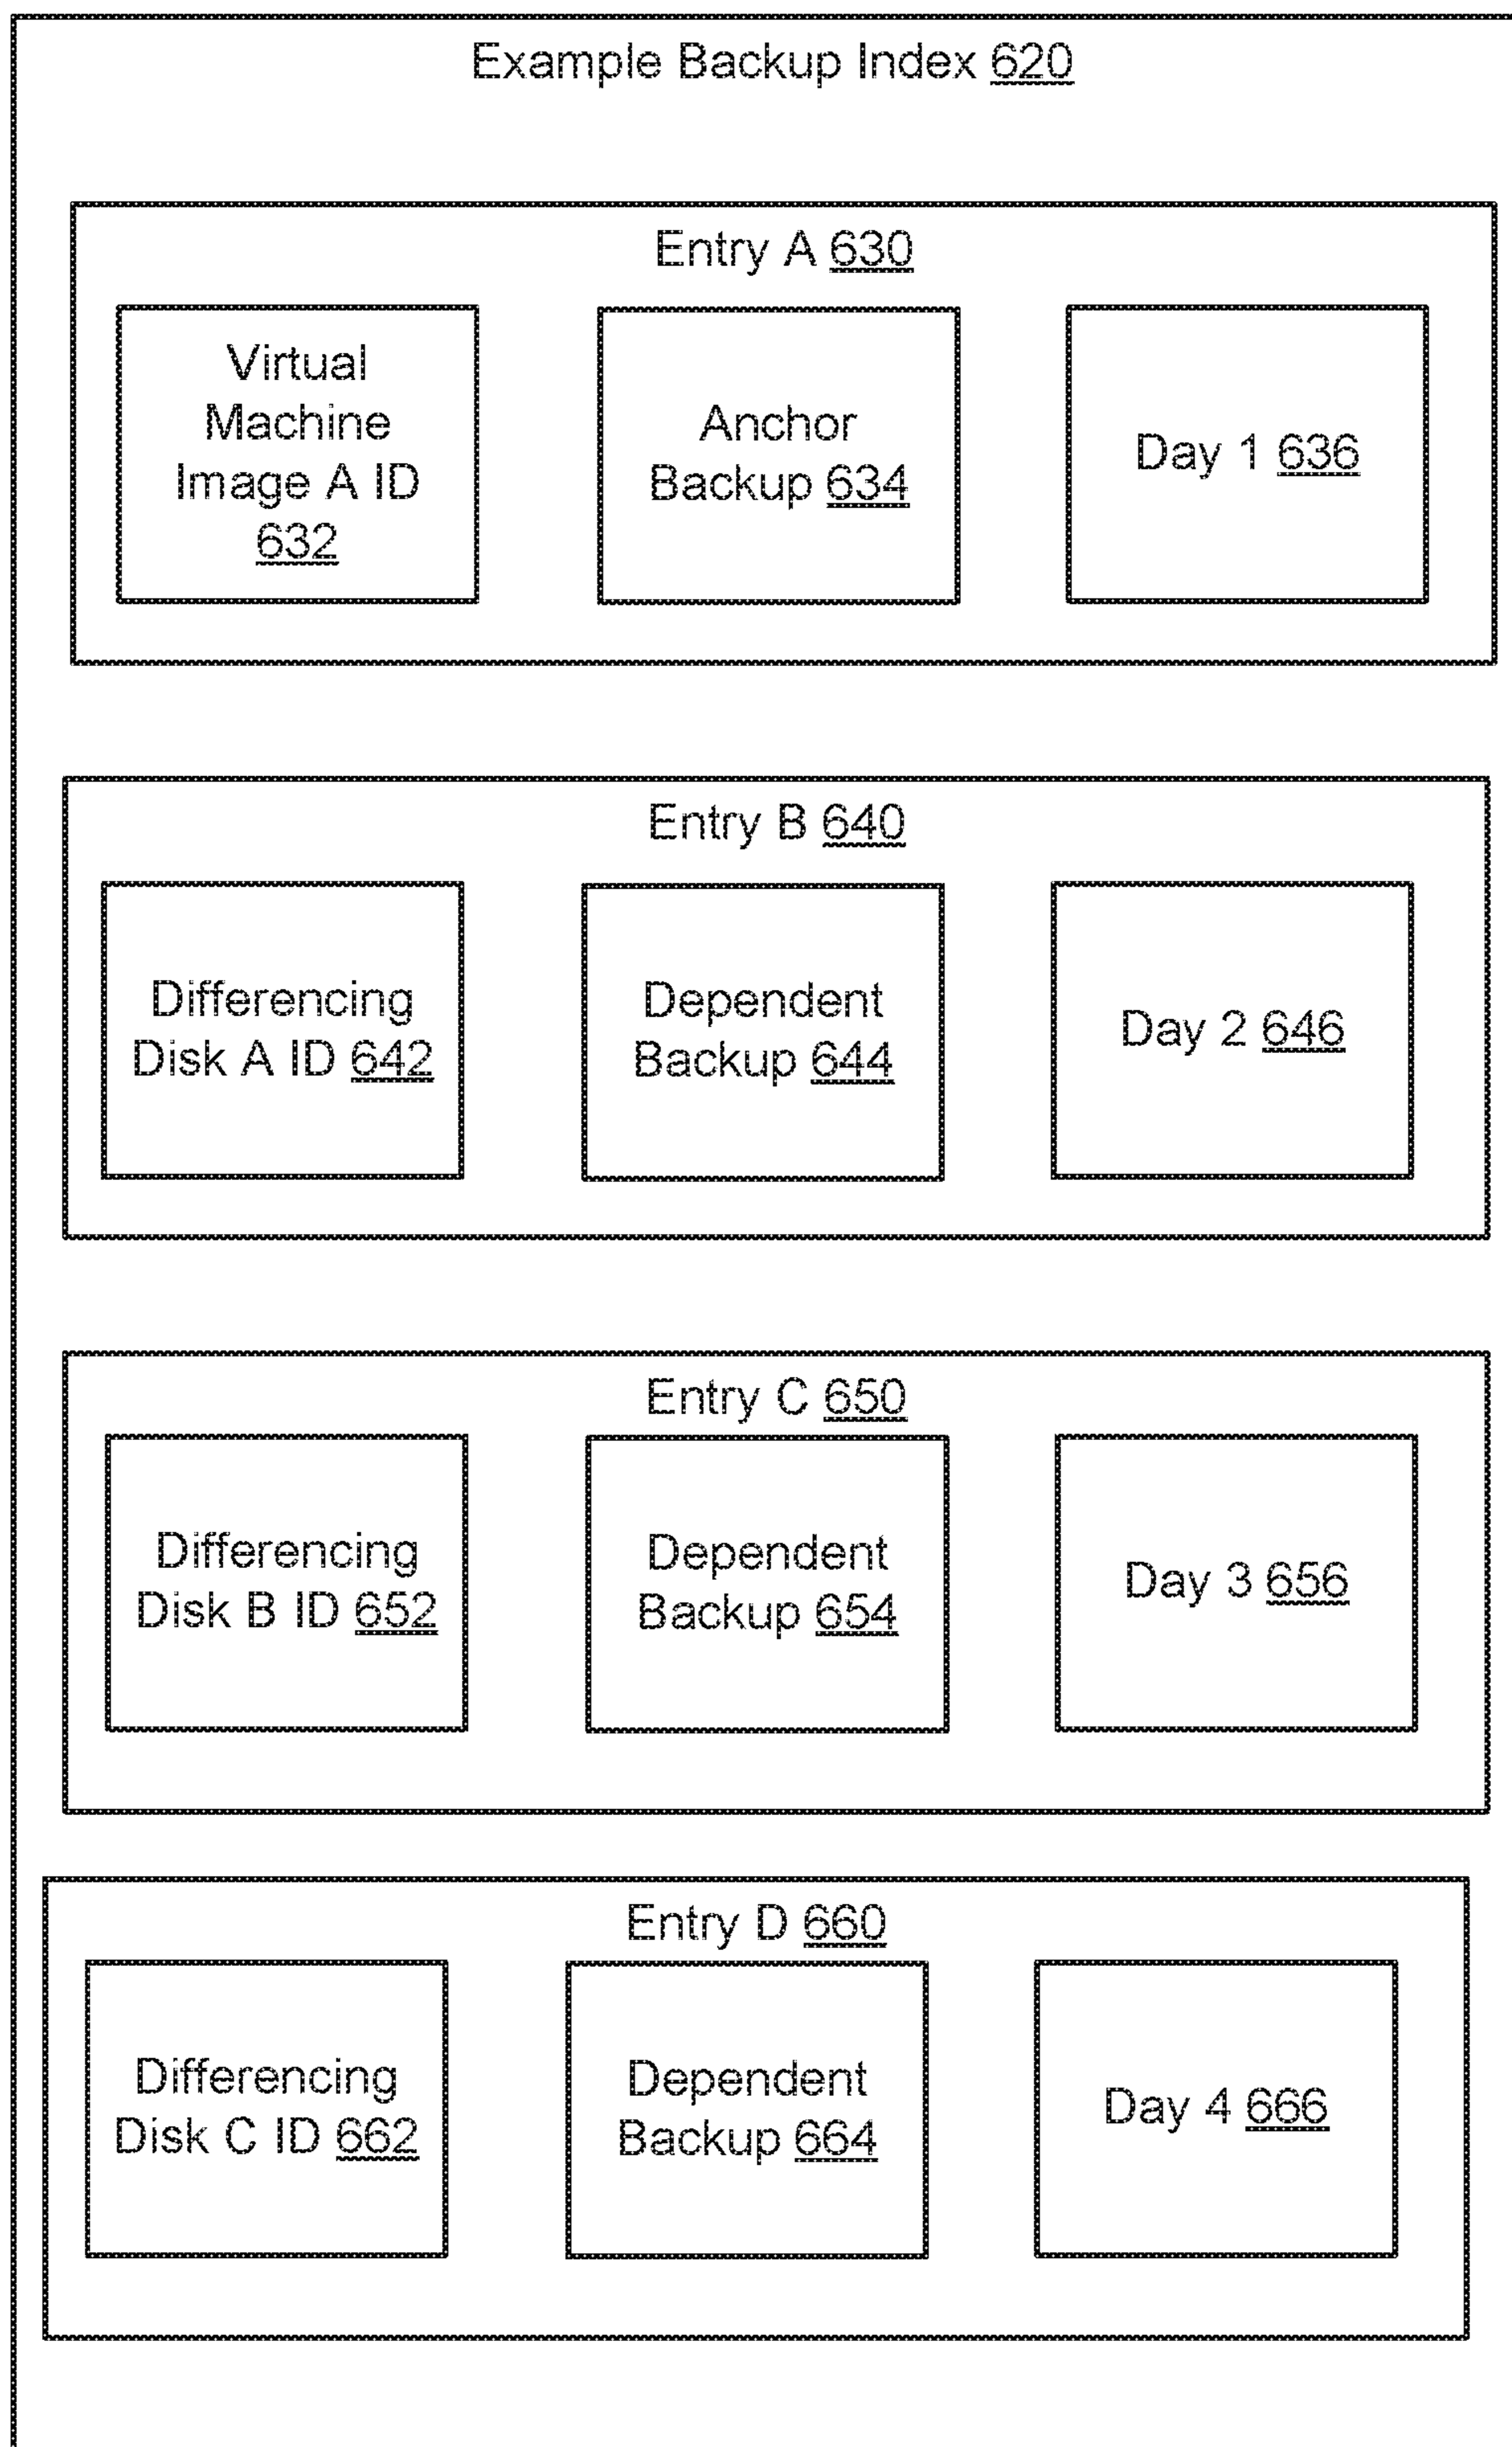 Example Backup Index 620
Entry A 630
Virtual
Machine
Image A ID
632
Anchor
Backup 634
Day 1 636
Entry B 640
Differencing
Disk A ID 642
Dependent
Backup 644
Day 2 646
Entry C 650
Differencing
Disk B ID 652
Dependent
Backup 654
Day 3 656
Entry D 660
Differencing
Disk C ID 662
Dependent
Backup 664
Day 4 666